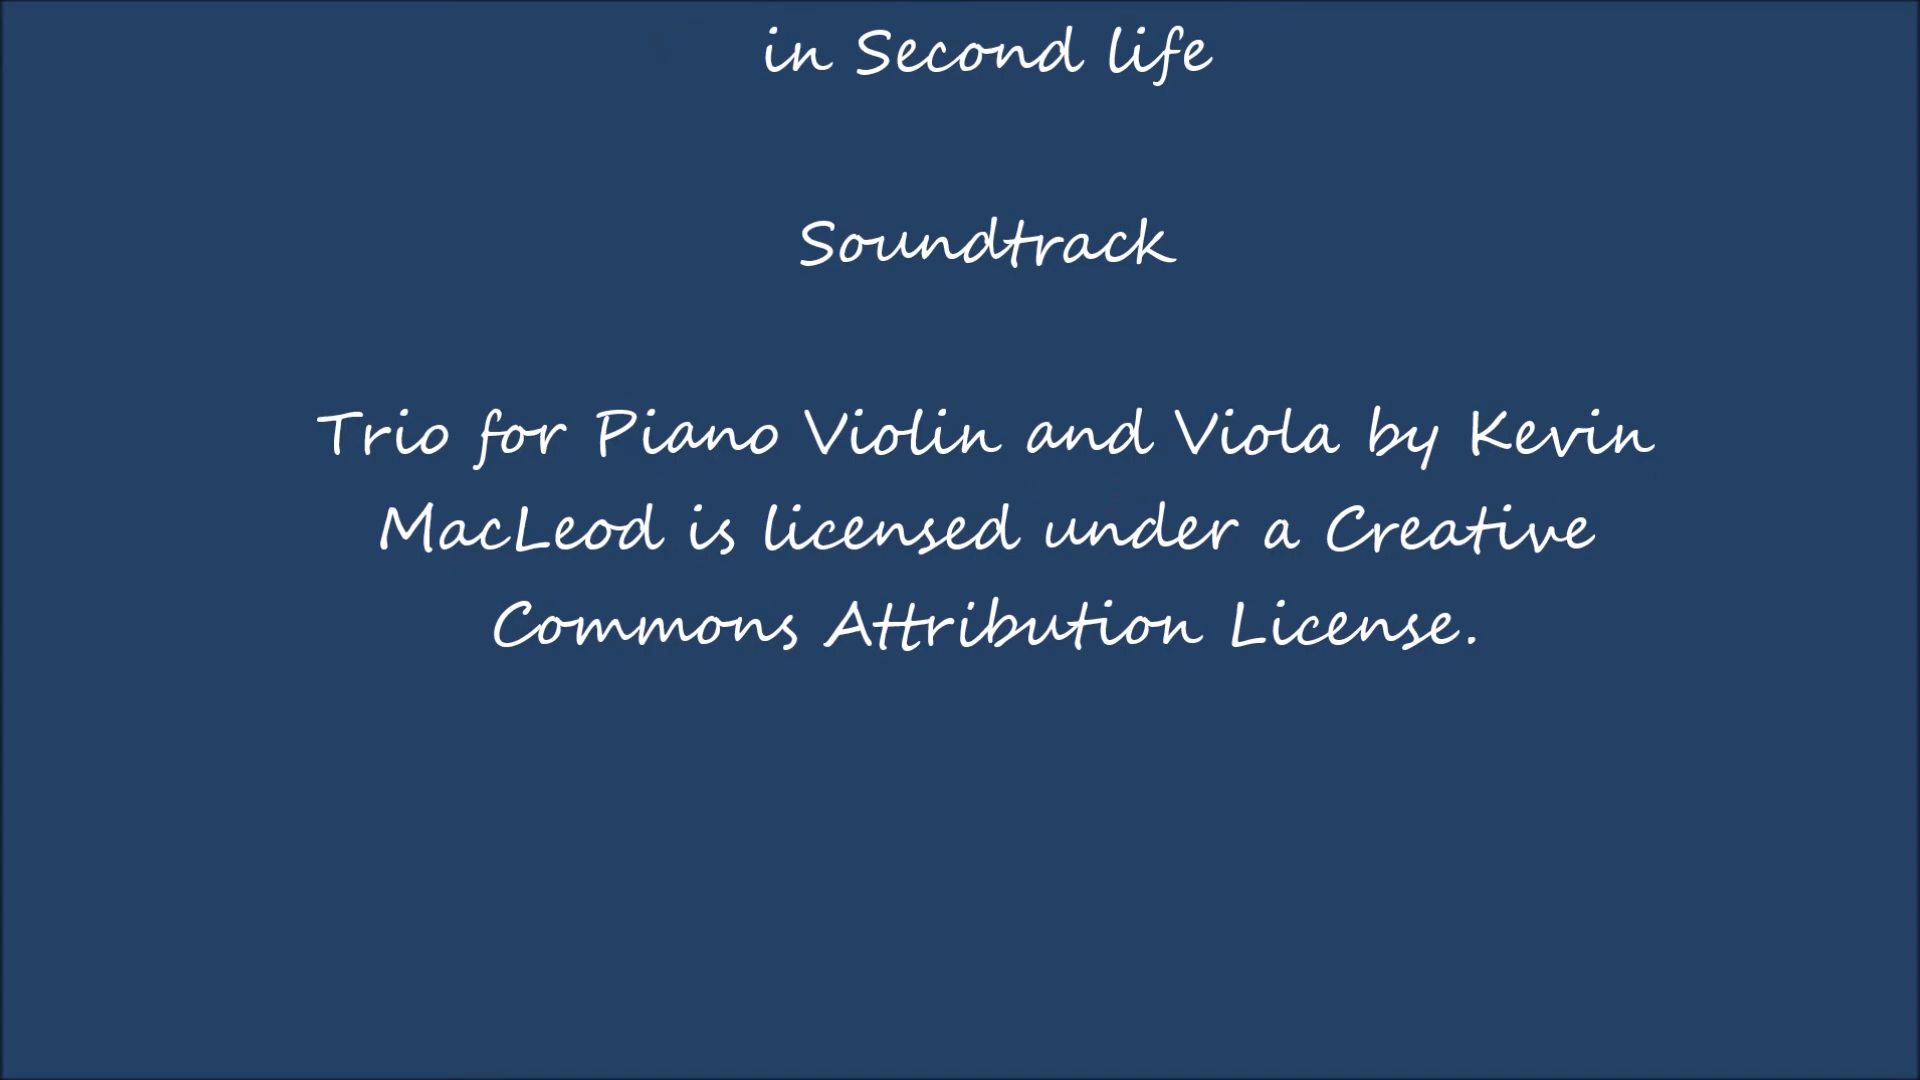 in Second life
Soundtrack
Trio for Piano Violin and Viola by Kevin
MacLeod is licensed under a Creative
Commons Attribution License.